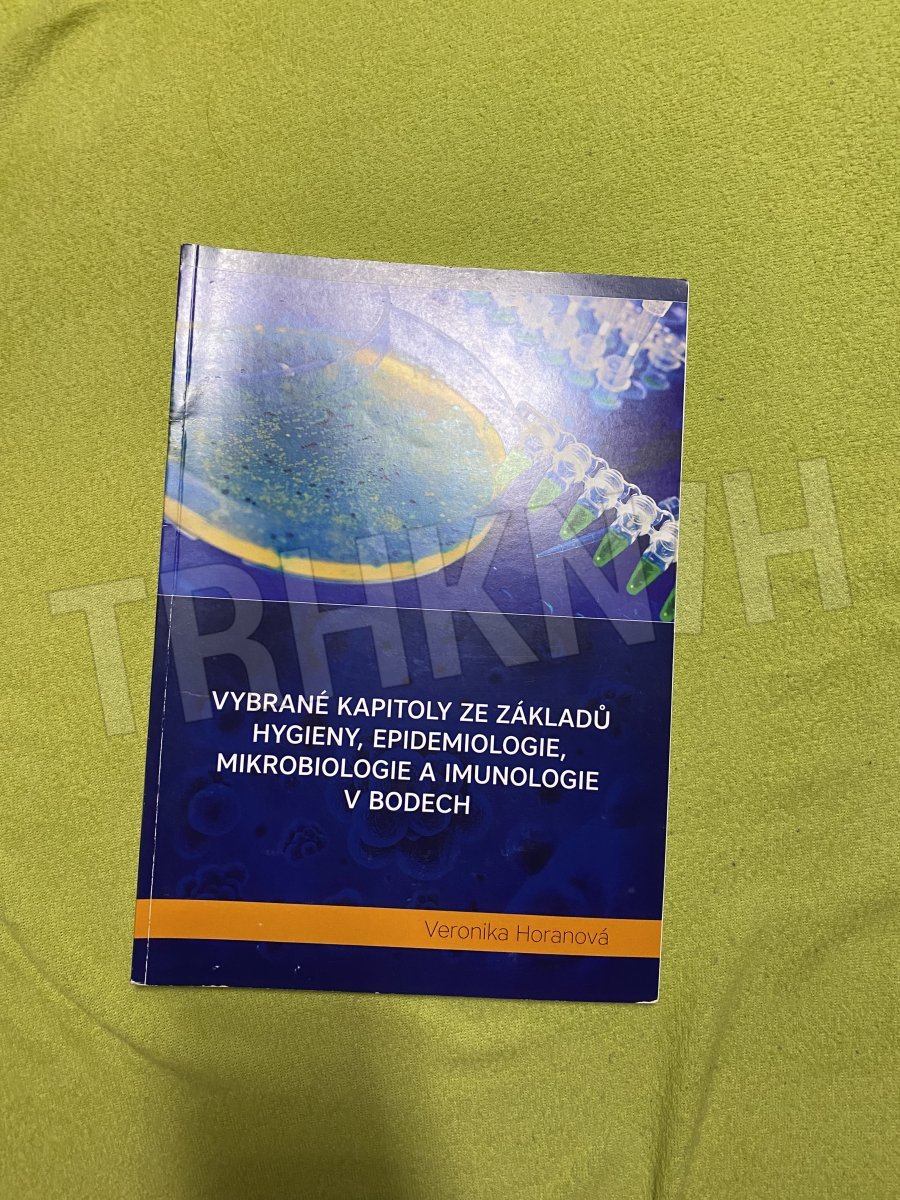 TRHKNIH
VYBRANÉ KAPITOLY ZE ZÁKLADŮ
HYGIENY, EPIDEMIOLOGIE,
MIKROBIOLOGIE A IMUNOLOGIE
V BODECH
Veronika Horanová